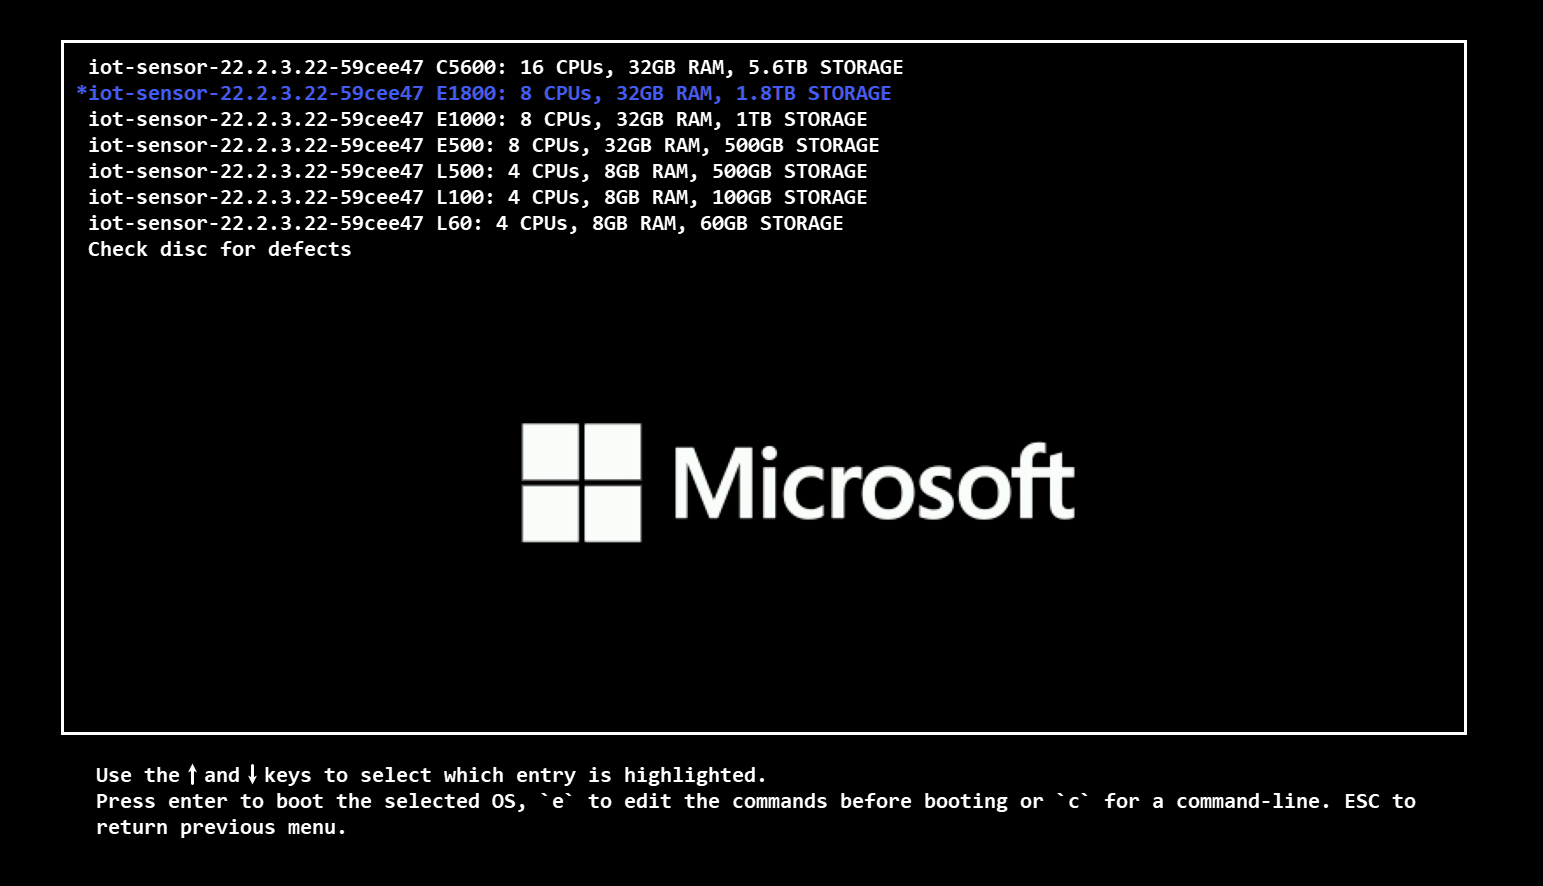 iot-sensor-22.2.3.22-59cee47 C5600: 16 CPUs, 32GB RAM, 5.6TB STORAGE
*iot-sensor-22.2.3.22-59cee47 E1800: 8 CPUs, 32GB RAM, 1.8TB STORAGE
iot-sensor-22.2.3.22-59cee47 E1000: 8 CPUs, 32GB RAM, 1TB STORAGE
iot-sensor-22.2.3.22-59cee47 E500: 8 CPUs, 32GB RAM, 500GB STORAGE
iot-sensor-22.2.3.22-59cee47 L500: 4 CPUs, 8GB RAM, 500GB STORAGE
iot-sensor-22.2.3.22-59cee47 L100: 4 CPUs, 8GB RAM, 100GB STORAGE
iot-sensor-22.2.3.22-59cee47 L60: 4 CPUs, 8GB RAM, 60GB STORAGE
Check disc for defects
Microsoft
Use the ↑ and ↓ keys to select which entry is highlighted.
Press enter to boot the selected OS, `e` to edit the commands before booting or `c` for a command-line. ESC to
return previous menu.